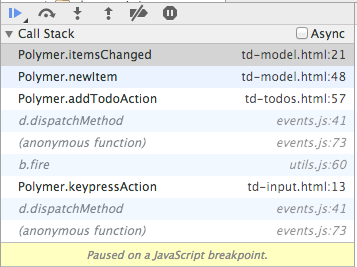 Call Stack Async
Polymer.itemsChanged td-model.html:21
Polymer.newItem td-model.html:48
Polymer.addTodoAction td-todos.html:57
d.dispatchMethod events.js:41
(anonymous function) events.js:73
b.fire utils.js:60
Polymer.keypressAction td-input.html:13
d.dispatchMethod events.js:41
(anonymous function) events.js:73
Paused on a JavaScript breakpoint.